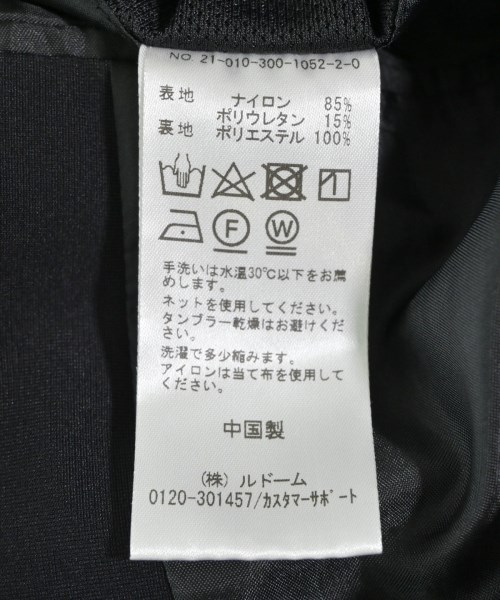 NO. 21-010-300-1052-2-0
表地 ナイロン 85%
ポリウレタン 15%
裏地 ポリエステル 100%
F W
手洗いは水温30℃以下をお薦
めします。
ネットを使用してください。
タンブラー乾燥はお避けくだ
さい。
洗濯で多少縮みます。
アイロンは当て布を使用して
ください。
中国製
(株) ルドーム
0120-301457/カスタマーサポート